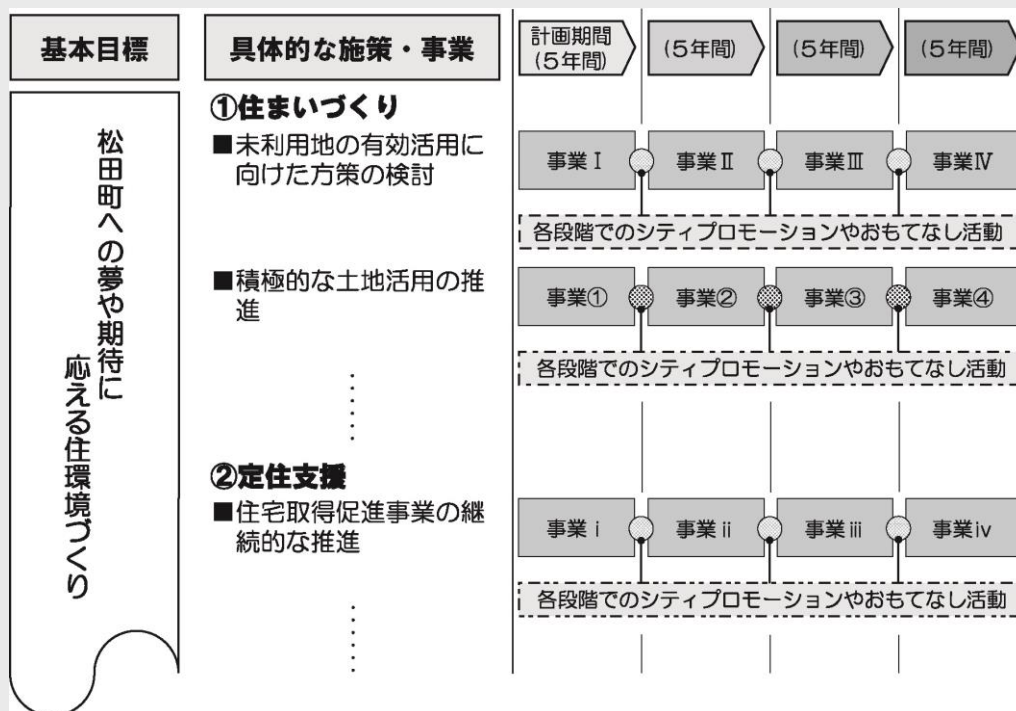 基本目標
具体的な施策・事業
計画期間
(5年間)
(5年間)
(5年間)
(5年間)
松田町への夢や期待に
応える住環境づくり
①住まいづくり
■未利用地の有効活用に
向けた方策の検討
事業Ⅰ
事業Ⅱ
事業Ⅲ
事業Ⅳ
各段階でのシティプロモーションやおもてなし活動
■積極的な土地活用の推
進
事業①
事業②
事業③
事業④
各段階でのシティプロモーションやおもてなし活動
②定住支援
■住宅取得促進事業の継
続的な推進
事業ⅰ
事業ⅱ
事業ⅲ
事業ⅳ
各段階でのシティプロモーションやおもてなし活動